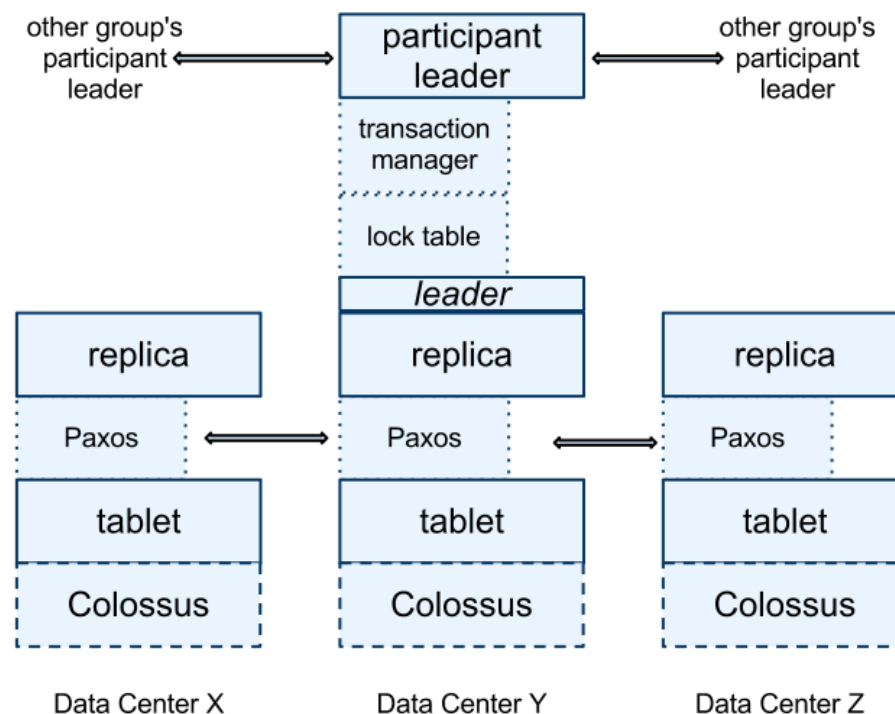 other group's
participant
leader
participant
leader
other group's
participant
leader
transaction
manager
lock table
leader
replica
replica
replica
Paxos
Paxos
Paxos
tablet
tablet
tablet
Colossus
Colossus
Colossus
Data Center X
Data Center Y
Data Center Z